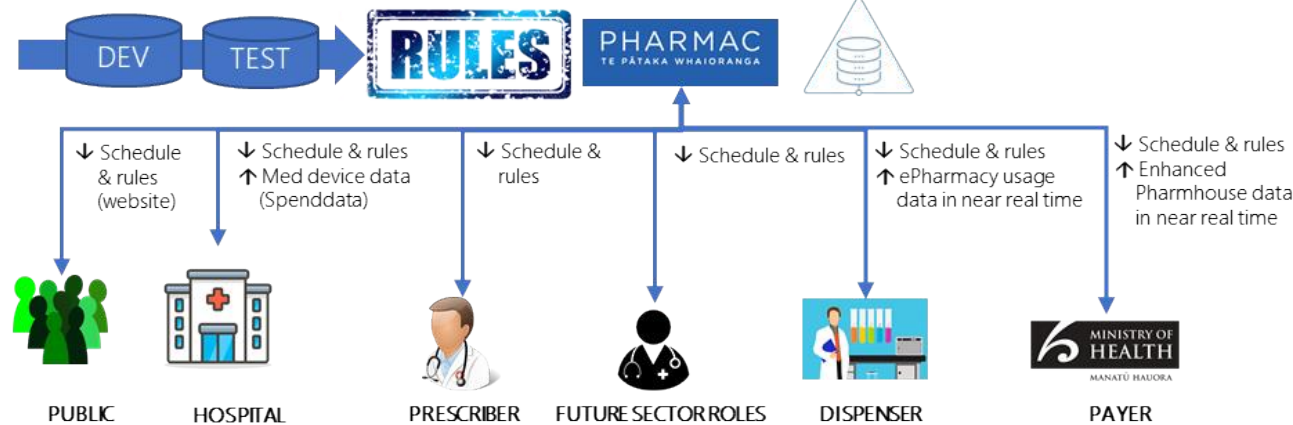 DEV
TEST
RULES
PHARMAC
TE PĀTAKA WHAIORANGA
↓ Schedule
& rules
(website)
↓ Schedule & rules
↑ Med device data
(Spenddata)
↓ Schedule &
rules
↓ Schedule & rules
↓ Schedule & rules
↑ ePharmacy usage
data in near real time
↓ Schedule & rules
↑ Enhanced
Pharmhouse data
in near real time
MINISTRY OF
HEALTH
MANATŪ HAUORA
PUBLIC
HOSPITAL
PRESCRIBER
FUTURE SECTOR ROLES
DISPENSER
PAYER